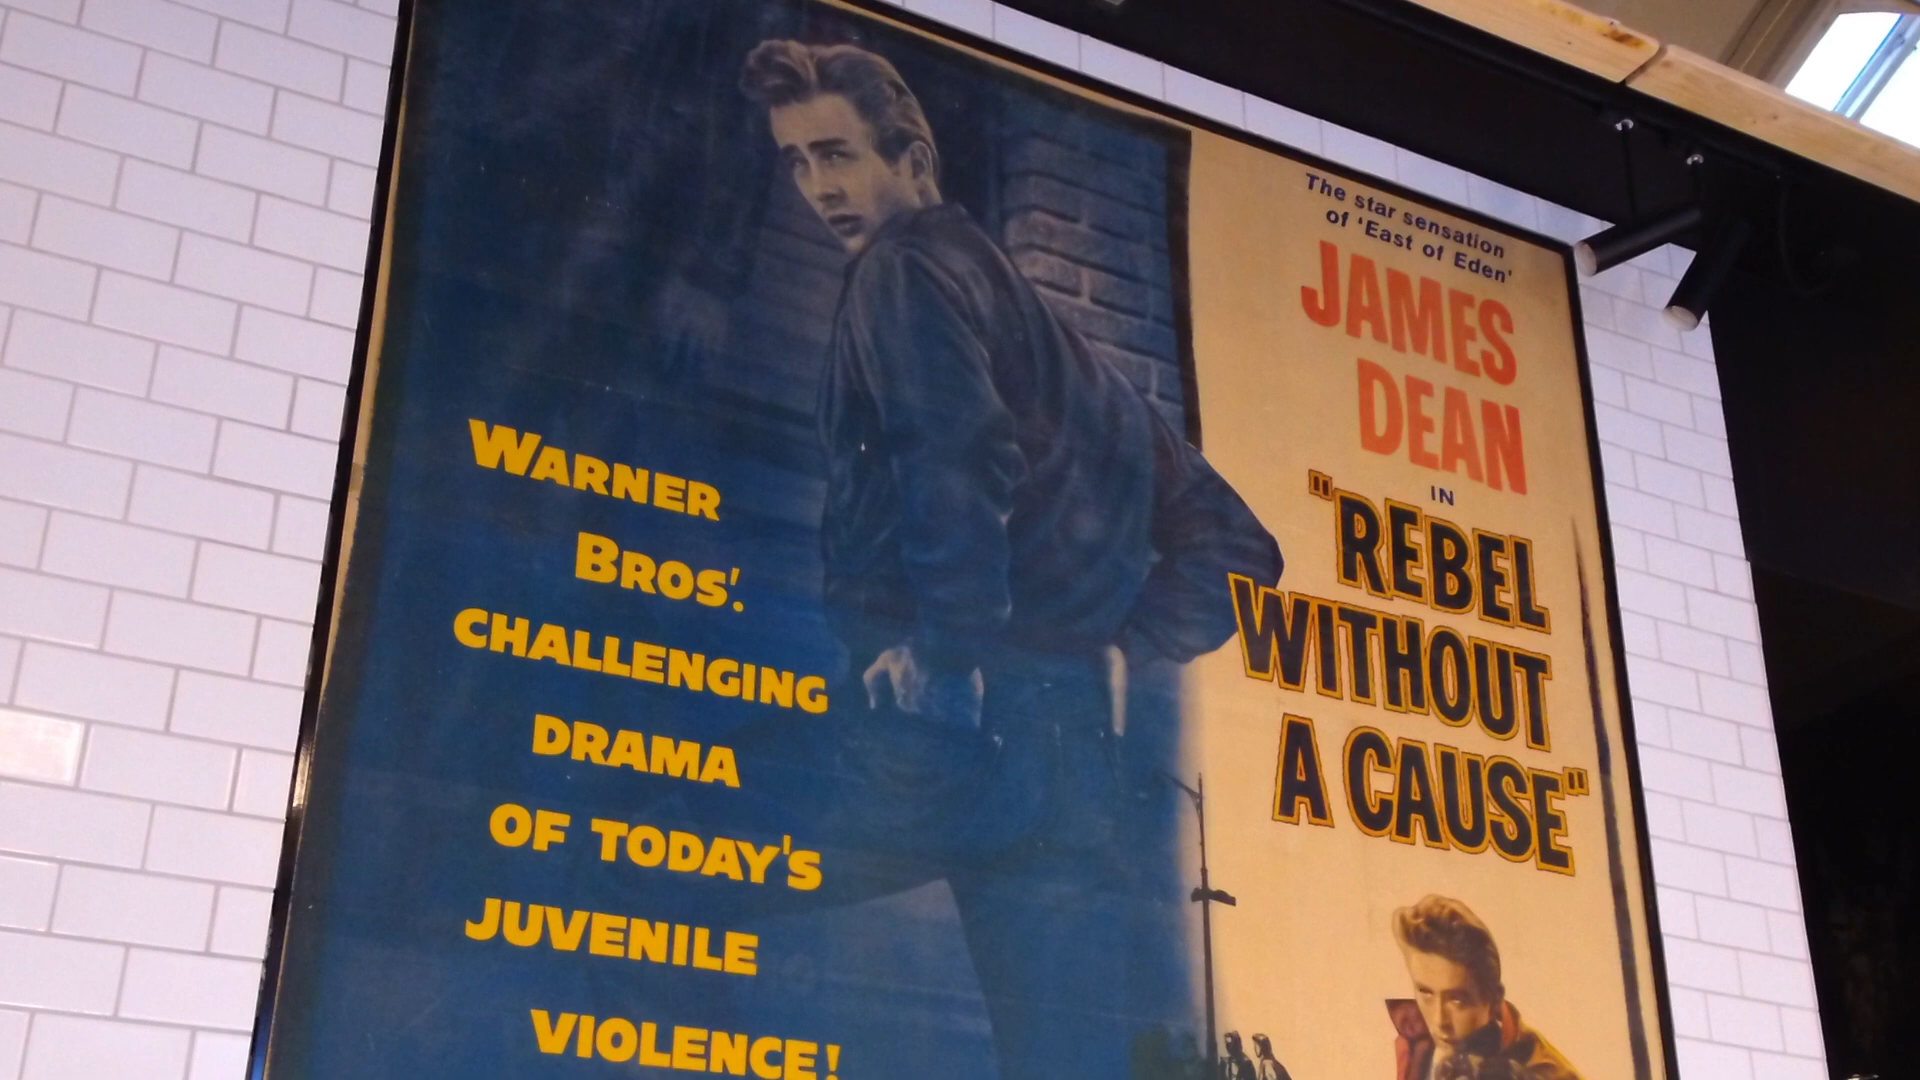 WARNER
BROS'.
CHALLENGING
DRAMA
OF TODAY'S
JUVENILE
VIOLENCE!
The star sensation
of 'East of Eden'
JAMES
DEAN
IN
"REBEL
WITHOUT
A CAUSE"